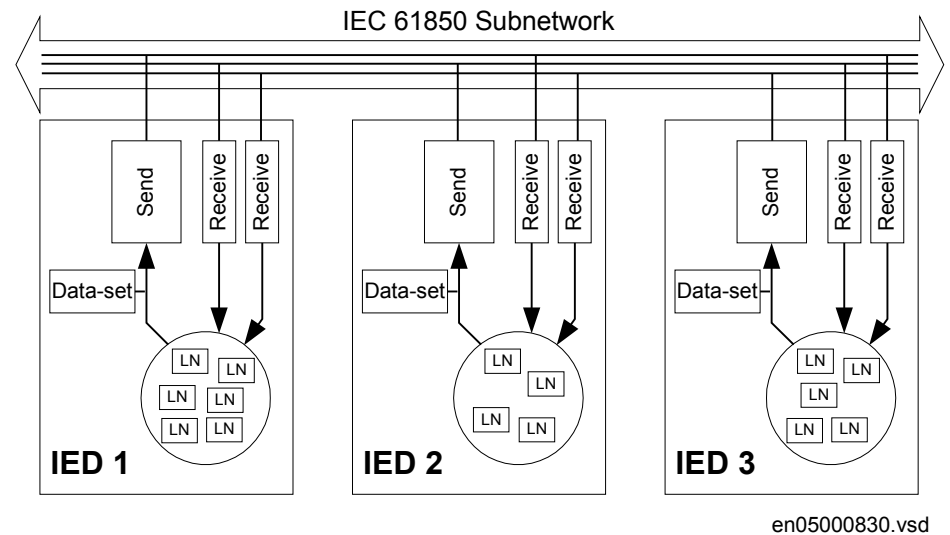 IEC 61850 Subnetwork
Send
Receive
Receive
Data-set
LN
LN
LN
LN
LN
LN
IED 1
Send
Receive
Receive
Data-set
LN
LN
LN
LN
IED 2
Send
Receive
Receive
Data-set
LN
LN
LN
LN
LN
IED 3
en05000830.vsd